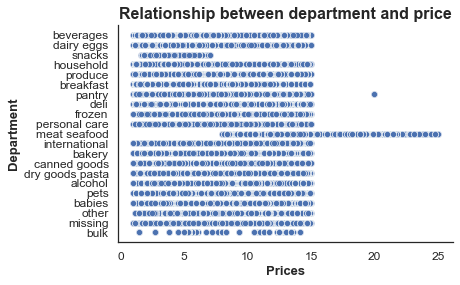 Relationship between department and price
Department
beverages
dairy eggs
snacks
household
produce
breakfast
pantry
deli
frozen
personal care
meat seafood
international
bakery
canned goods
dry goods pasta
alcohol
pets
babies
other
missing
bulk
0 5 10 15 20 25
Prices